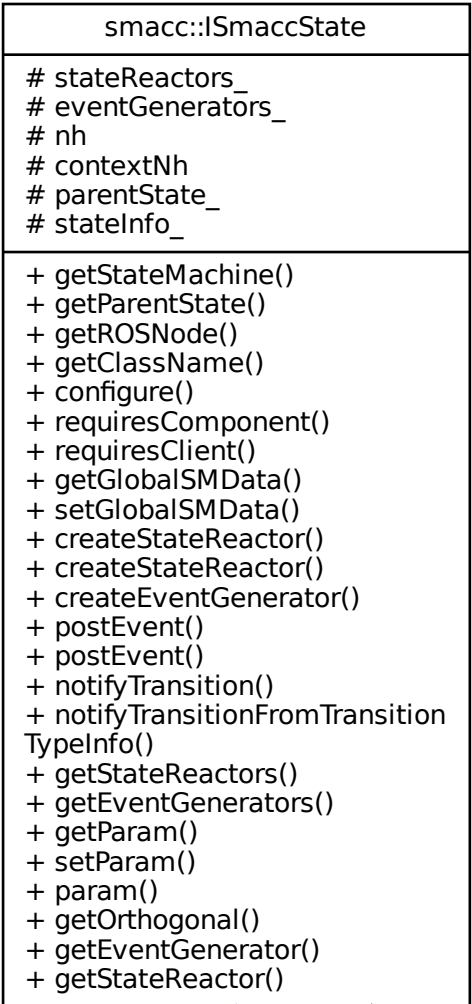 smacc::ISmaccState
# stateReactors_
# eventGenerators_
# nh
# contextNh
# parentState_
# stateInfo_
+ getStateMachine()
+ getParentState()
+ getROSNode()
+ getClassName()
+ configure()
+ requiresComponent()
+ requiresClient()
+ getGlobalSMData()
+ setGlobalSMData()
+ createStateReactor()
+ createStateReactor()
+ createEventGenerator()
+ postEvent()
+ postEvent()
+ notifyTransition()
+ notifyTransitionFromTransition
TypeInfo()
+ getStateReactors()
+ getEventGenerators()
+ getParam()
+ setParam()
+ param()
+ getOrthogonal()
+ getEventGenerator()
+ getStateReactor()